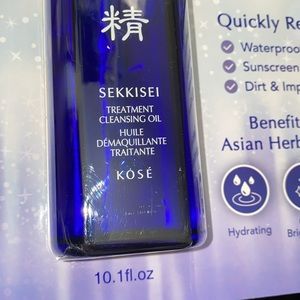 精
SEKKISEI
TREATMENT
CLEANSING OIL
HUILE
DÉMAQUILLANTE
TRAITANTE
KOSÉ
10.1fl.oz
Quickly Re
Waterproo
Sunscreen
Dirt & Imp
Benefit
Asian Herb
Hydrating
Bri